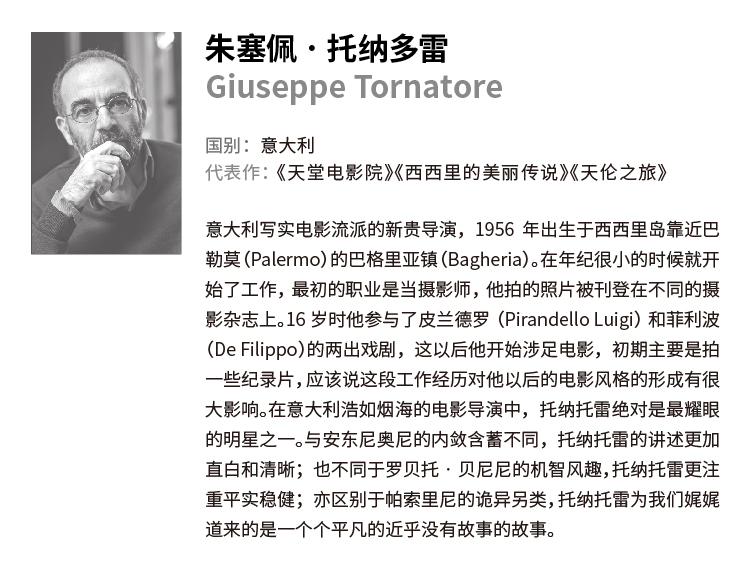 朱塞佩·托纳多雷
Giuseppe Tornatore
国别：意大利
代表作：《天堂电影院》《西西里的美丽传说》《天伦之旅》
意大利写实电影流派的新贵导演，1956 年出生于西西里岛靠近巴
勒莫（Palermo）的巴格里亚镇（Bagheria）。在年纪很小的时候就开
始了工作，最初的职业是当摄影师，他拍的照片被刊登在不同的摄
影杂志上。16 岁时他参与了皮兰德罗（Pirandello Luigi）和菲利波
（De Filippo）的两出戏剧，这以后他开始涉足电影，初期主要是拍
一些纪录片，应该说这段工作经历对他以后的电影风格的形成有很
大影响。在意大利浩如烟海的电影导演中，托纳托雷绝对是最耀眼
的明星之一。与安东尼奥尼的内敛含蓄不同，托纳托雷的讲述更加
直白和清晰；也不同于罗贝托·贝尼尼的机智风趣，托纳托雷更注
重平实稳健；亦区别于帕索里尼的诡异另类，托纳托雷为我们娓娓
道来的是一个个平凡的近乎没有故事的故事。